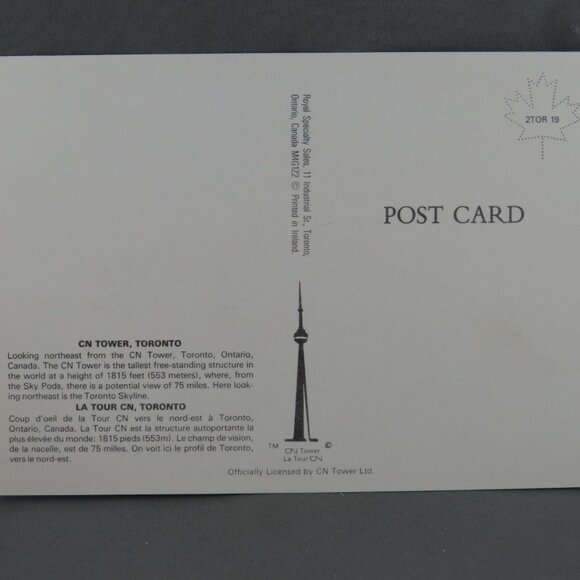 CN TOWER, TORONTO
Looking northeast from the CN Tower, Toronto, Ontario,
Canada. The CN Tower is the tallest free-standing structure in
the world at a height of 1815 feet (553 meters), where, from
the Sky Pods, there is a potential view of 75 miles. Here look-
ing northeast is the Toronto Skyline.
LA TOUR CN, TORONTO
Coup d'oeil de la Tour CN vers le nord-est à Toronto,
Ontario, Canada. La Tour CN est la structure autoportante la
plus élevée du monde: 1815 pieds (553m). Le champ de vision,
de la nacelle, est de 75 milles. On voit ici le profil de Toronto,
vers le nord-est.
Royal Specialty Sales, 11 Industrial St., Toronto,
Ontario, Canada M4G1Z2 © Printed in Ireland.
TM ©
CN Tower
La Tour CN
Officially Licensed by CN Tower Ltd.
2TOR 19
POST CARD